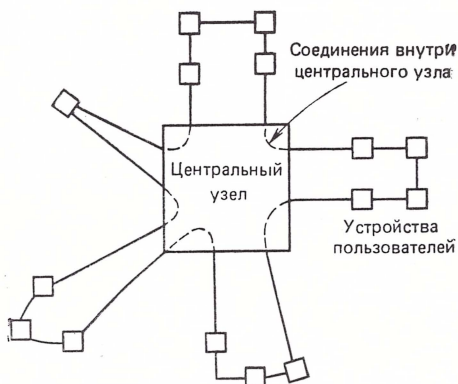 Соединения внутри
центрального узла
Центральный
узел
Устройства
пользователей